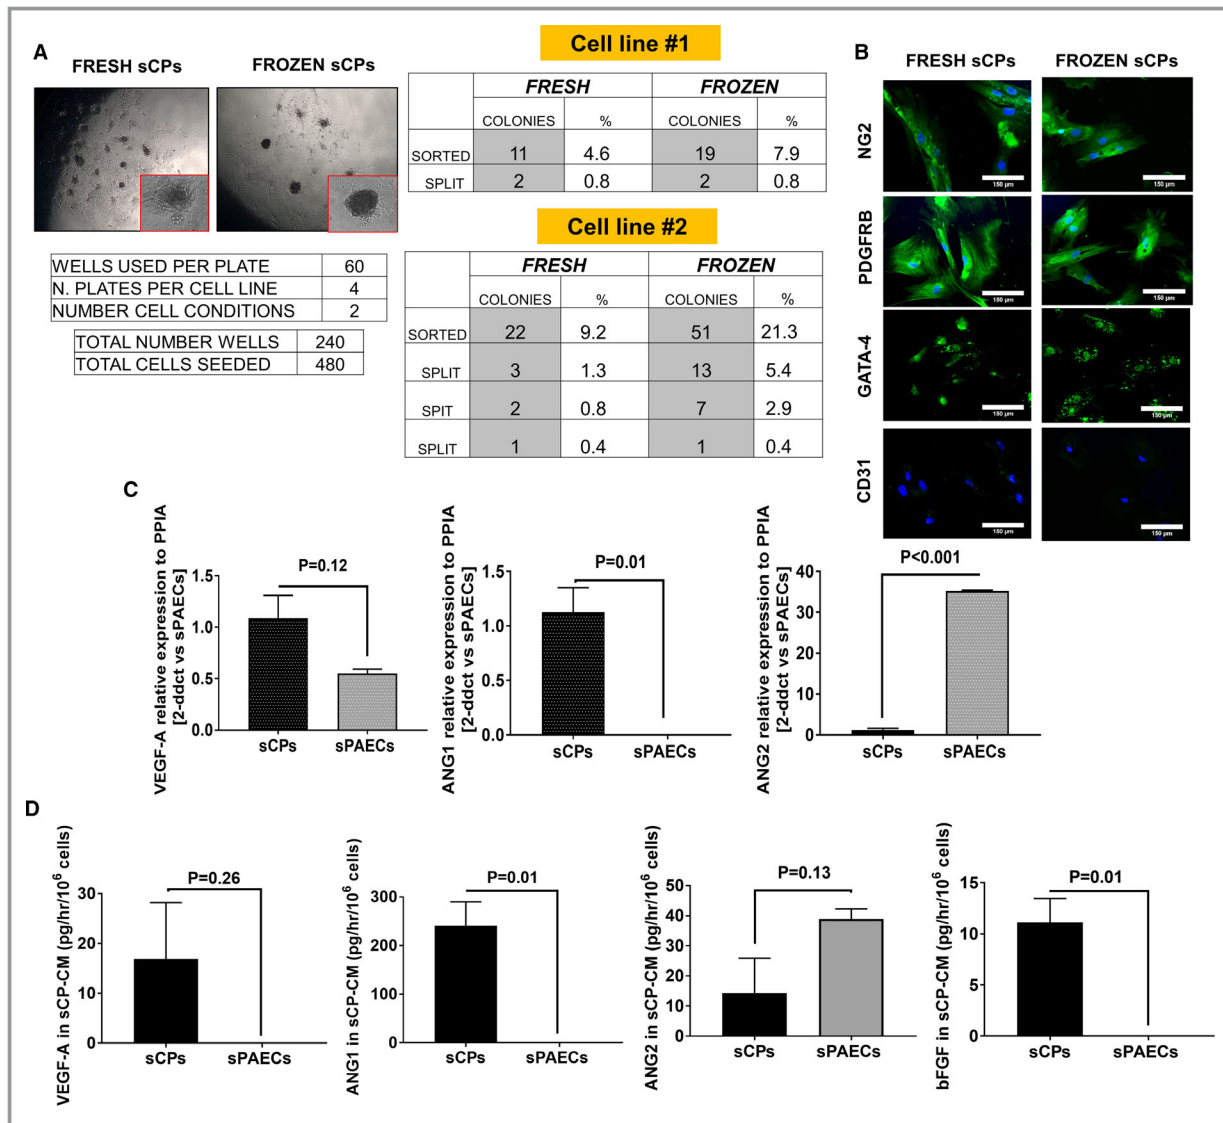 A
FRESH sCPs
FROZEN sCPs
WELLS USED PER PLATE 60
N. PLATES PER CELL LINE 4
NUMBER CELL CONDITIONS 2
TOTAL NUMBER WELLS 240
TOTAL CELLS SEEDED 480
Cell line #1
FRESH FROZEN
COLONIES % COLONIES %
SORTED 11 4.6 19 7.9
SPLIT 2 0.8 2 0.8
Cell line #2
FRESH FROZEN
COLONIES % COLONIES %
SORTED 22 9.2 51 21.3
SPLIT 3 1.3 13 5.4
SPIT 2 0.8 7 2.9
SPLIT 1 0.4 1 0.4
B
FRESH sCPs FROZEN sCPs
NG2
150 µm
150 µm
PDGFRB
150 µm
150 µm
GATA-4
150 µm
150 µm
CD31
150 µm
150 µm
C
VEGF-A relative expression to PPIA
[2-ddct vs sPAECs]
P=0.12
1.5
1.0
0.5
0.0
sCPs sPAECs
ANG1 relative expression to PPIA
[2-ddct vs sPAECs]
P=0.01
1.5
1.0
0.5
0.0
sCPs sPAECs
ANG2 relative expression to PPIA
[2-ddct vs sPAECs]
P<0.001
40
30
20
10
0
sCPs sPAECs
D
VEGF-A in sCP-CM (pg/hr/10⁶ cells)
P=0.26
30
20
10
0
sCPs sPAECs
ANG1 in sCP-CM (pg/hr/10⁶ cells)
P=0.01
300
200
100
0
sCPs sPAECs
ANG2 in sCP-CM (pg/hr/10⁶ cells)
P=0.13
50
40
30
20
10
0
sCPs sPAECs
bFGF in sCP-CM (pg/hr/10⁶ cells)
P=0.01
15
10
5
0
sCPs sPAECs